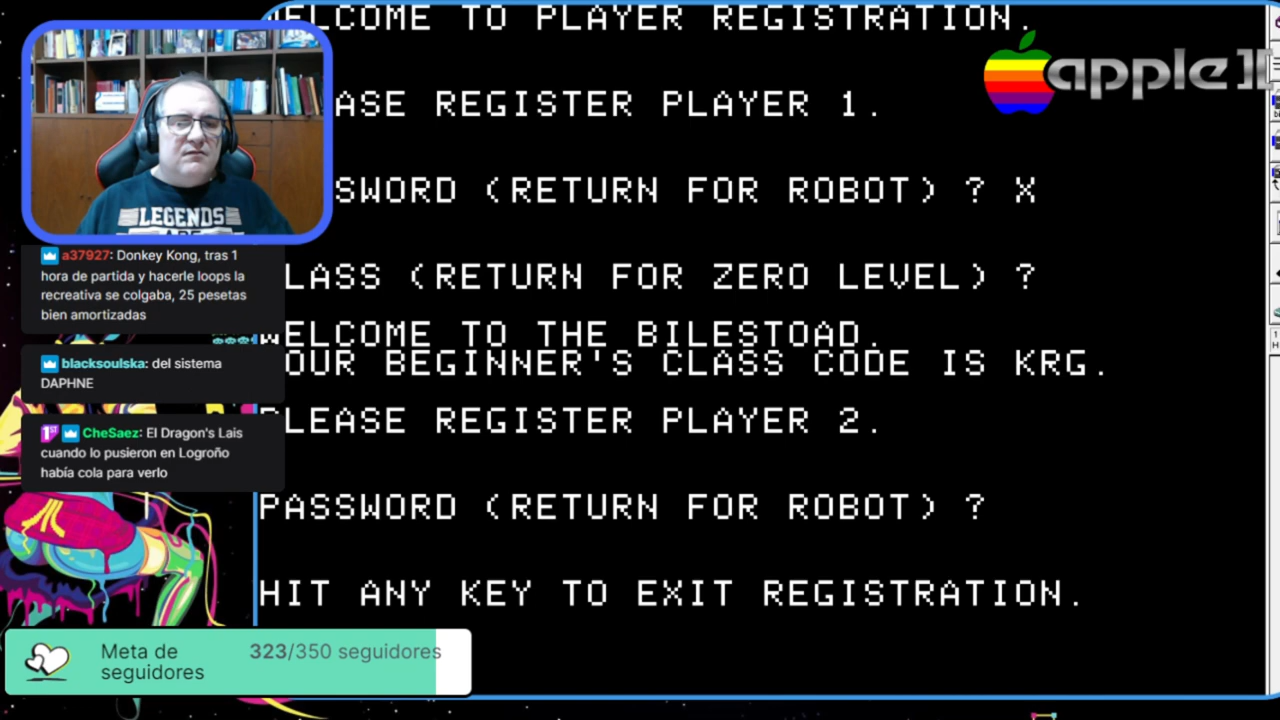 WELCOME TO PLAYER REGISTRATION.
apple ][
ASE REGISTER PLAYER 1.
SWORD (RETURN FOR ROBOT) ? X
LASS (RETURN FOR ZERO LEVEL) ?
WELCOME TO THE BILESTOAD.
OUR BEGINNER'S CLASS CODE IS KRG.
PLEASE REGISTER PLAYER 2.
PASSWORD (RETURN FOR ROBOT) ?
HIT ANY KEY TO EXIT REGISTRATION.
LEGENDS
ARE
a37927: Donkey Kong, tras 1
hora de partida y hacerle loops la
recreativa se colgaba, 25 pesetas
bien amortizadas
blacksoulska: del sistema
DAPHNE
1st CheSaez: El Dragon's Lais
cuando lo pusieron en Logroño
había cola para verlo
Meta de
seguidores
323/350 seguidores